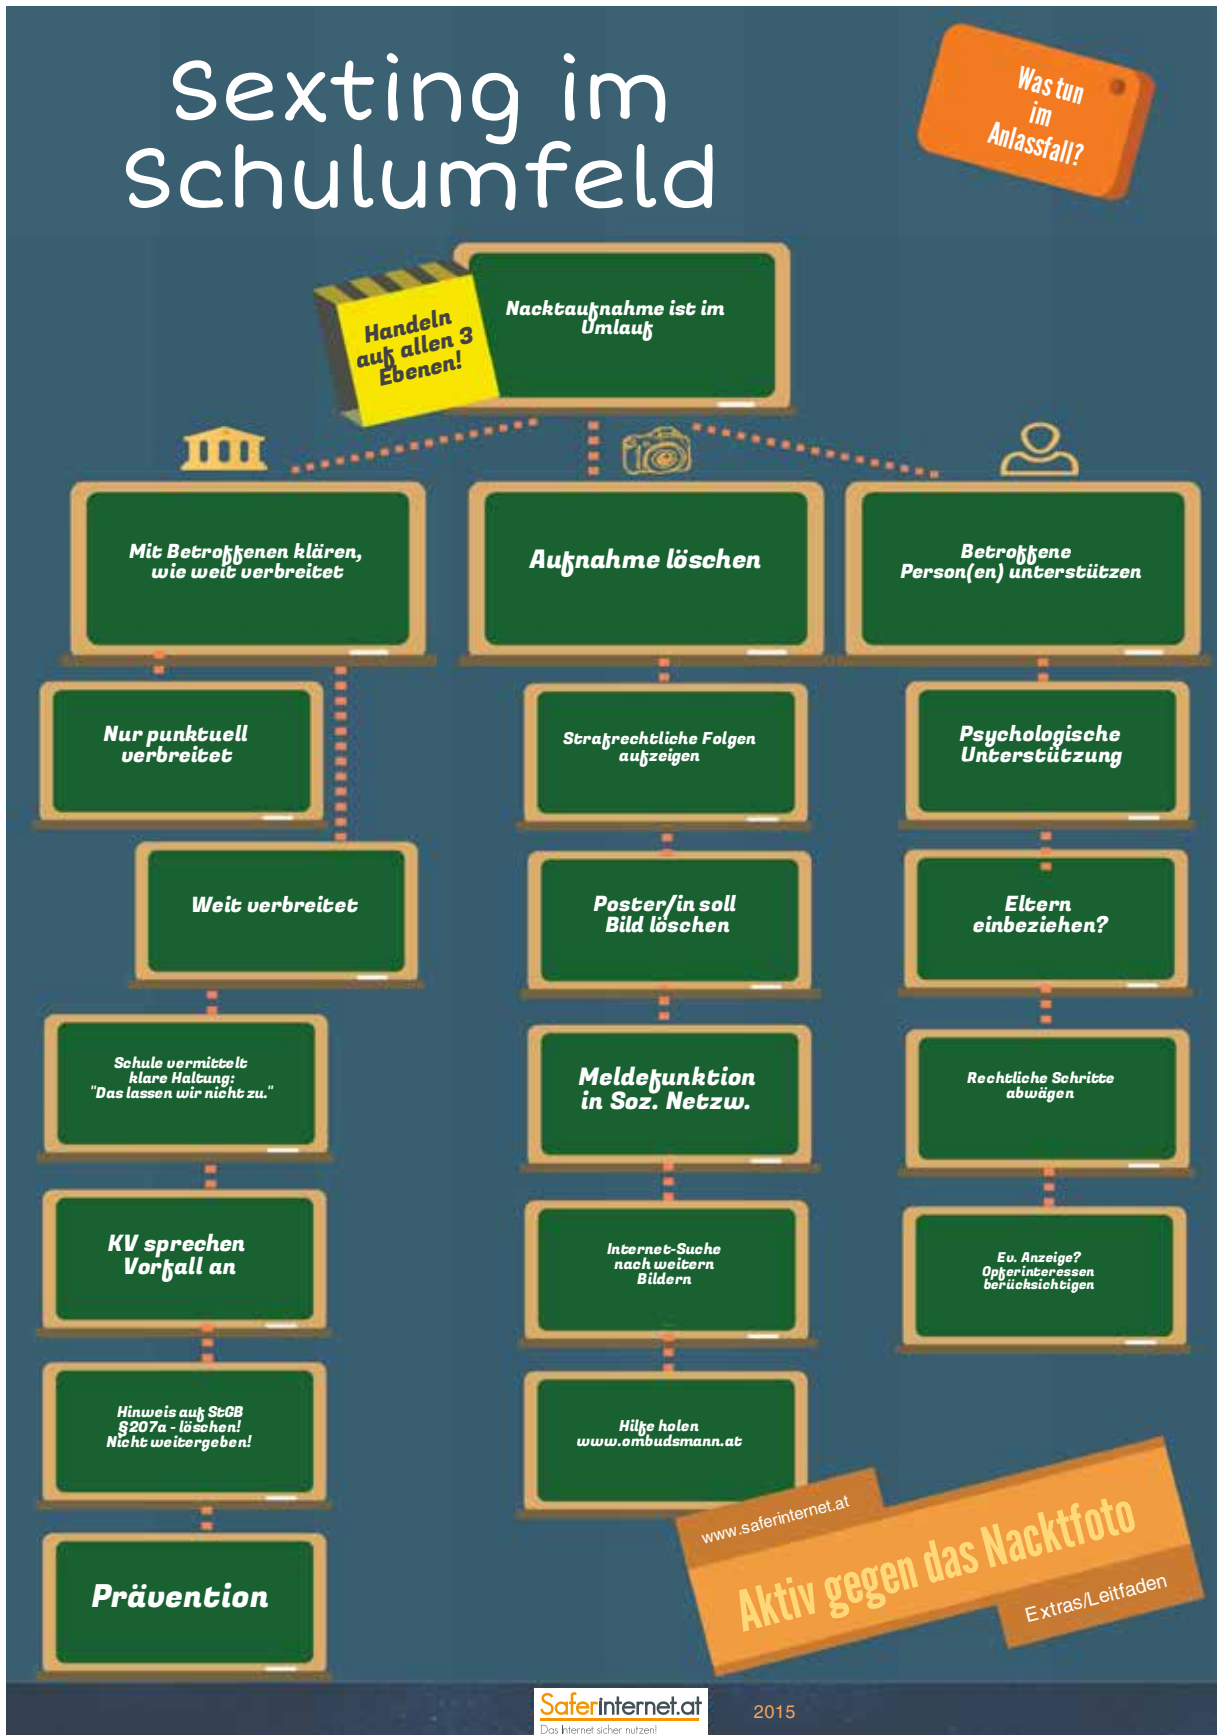 Sexting im
Schulumfeld
Was tun
im
Anlassfall?
Handeln
auf allen 3
Ebenen!
Nacktaufnahme ist im
Umlauf
Mit Betroffenen klären,
wie weit verbreitet
Nur punktuell
verbreitet
Weit verbreitet
Schule vermittelt
klare Haltung:
"Das lassen wir nicht zu."
KV sprechen
Vorfall an
Hinweis auf StGB
§207a - löschen!
Nicht weitergeben!
Prävention
Aufnahme löschen
Strafrechtliche Folgen
aufzeigen
Poster/in soll
Bild löschen
Meldefunktion
in Soz. Netzw.
Internet-Suche
nach weitern
Bildern
Hilfe holen
www.ombudsmann.at
Betroffene
Person(en) unterstützen
Psychologische
Unterstützung
Eltern
einbeziehen?
Rechtliche Schritte
abwägen
Ev. Anzeige?
Opferinteressen
berücksichtigen
www.saferinternet.at
Aktiv gegen das Nacktfoto
Extras/Leitfaden
Saferinternet.at
Das Internet sicher nutzen!
2015